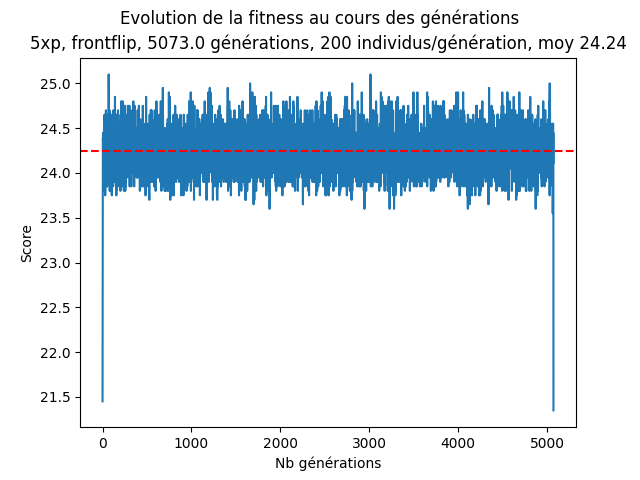 Evolution de la fitness au cours des générations
5xp, frontflip, 5073.0 générations, 200 individus/génération, moy 24.24
25.0
24.5
24.0
23.5
23.0
22.5
22.0
21.5
Score
0 1000 2000 3000 4000 5000
Nb générations